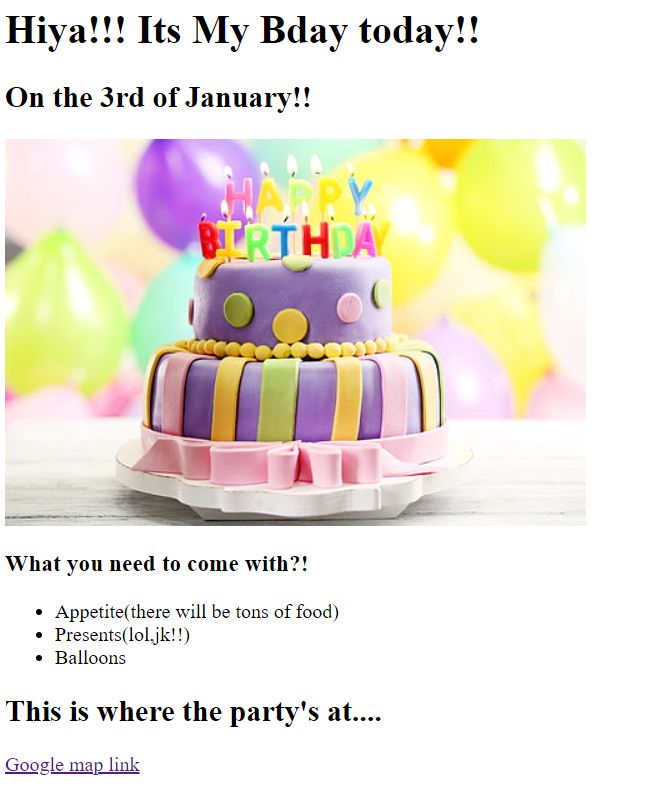 Hiya!!! Its My Bday today!!
On the 3rd of January!!
HAPPY
BIRTHDAY
What you need to come with?!
Appetite(there will be tons of food)
Presents(lol,jk!!)
Balloons
This is where the party's at....
Google map link